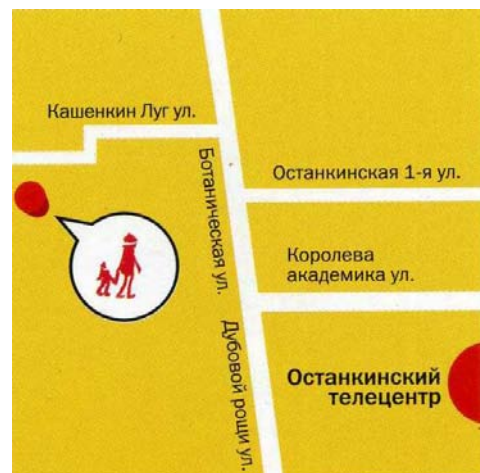 Кашенкин Луг ул.
Ботаническая ул.
Останкинская 1-я ул.
Королева
академика ул.
Дубовой рощи ул.
Останкинский
телецентр